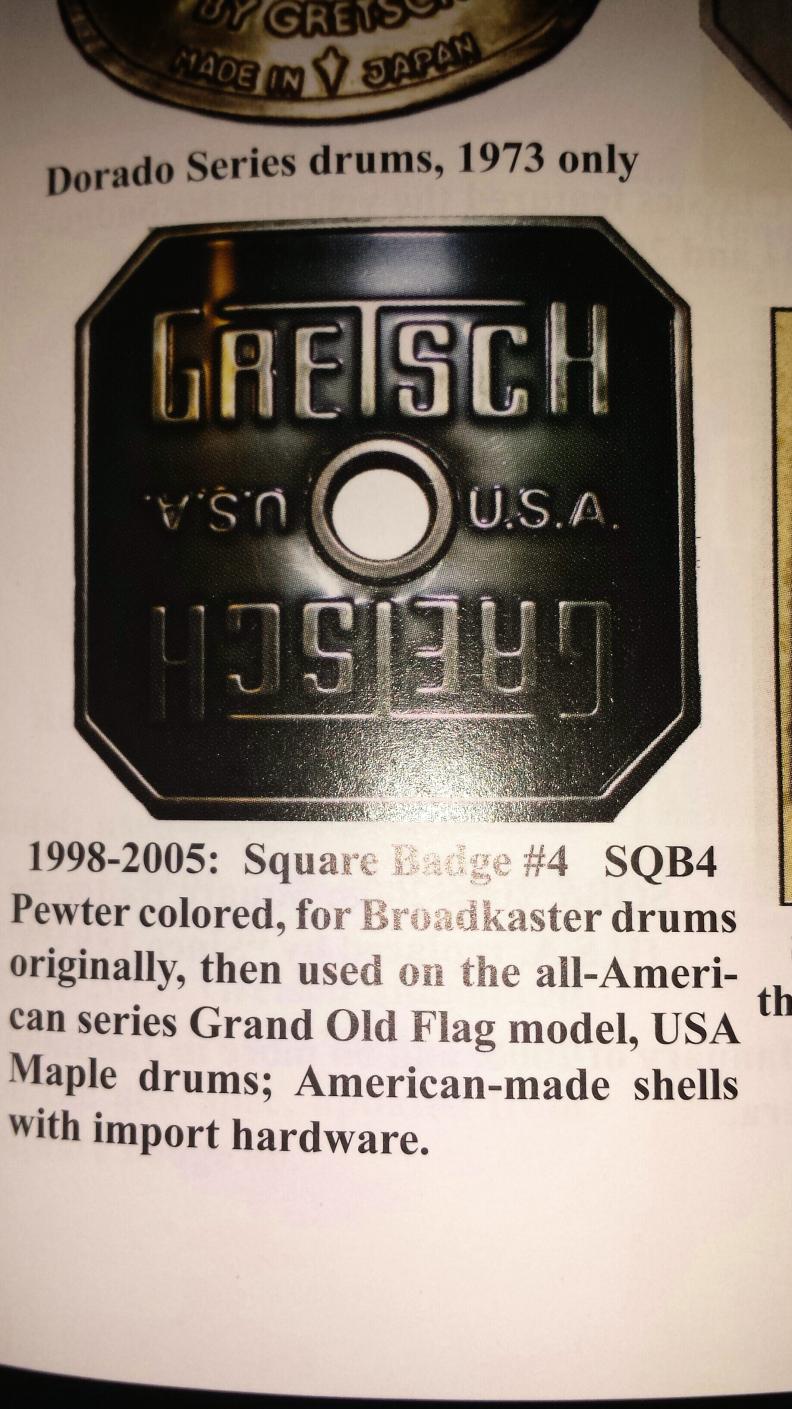 BY GRETSCH
MADE IN JAPAN
Dorado Series drums, 1973 only
GRETSCH
U.S.A. U.S.A.
GRETSCH
1998-2005: Square Badge #4 SQB4
Pewter colored, for Broadkaster drums
originally, then used on the all-Ameri-
can series Grand Old Flag model, USA
Maple drums; American-made shells
with import hardware.
th